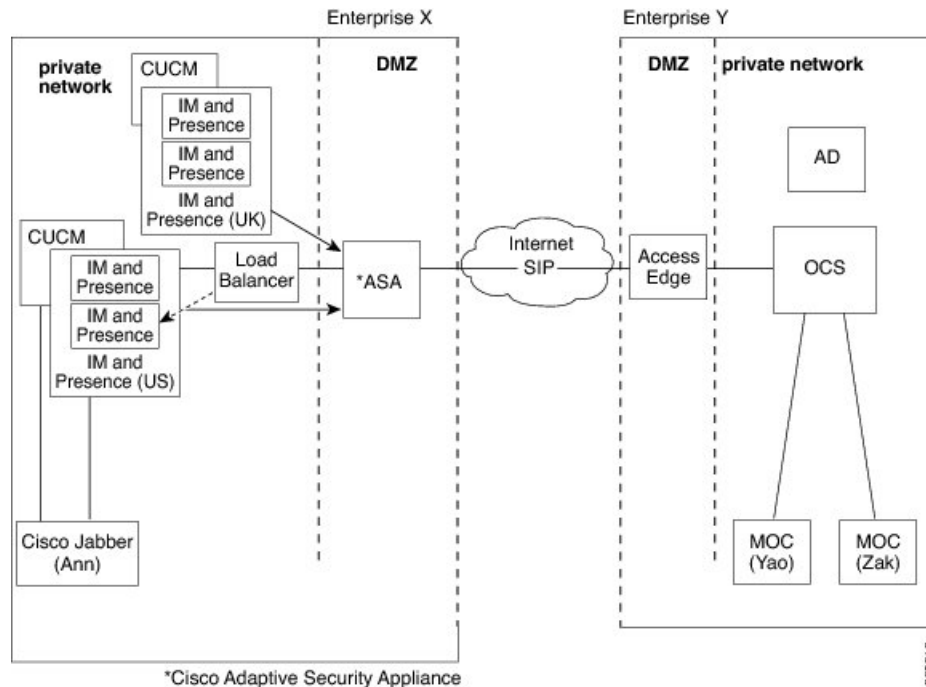 Enterprise X
Enterprise Y
private
network
CUCM
DMZ
DMZ
private network
IM and
Presence
IM and
Presence
IM and
Presence (UK)
AD
CUCM
IM and
Presence
IM and
Presence
IM and
Presence (US)
Load
Balancer
*ASA
Internet
SIP
Access
Edge
OCS
Cisco Jabber
(Ann)
MOC
(Yao)
MOC
(Zak)
*Cisco Adaptive Security Appliance